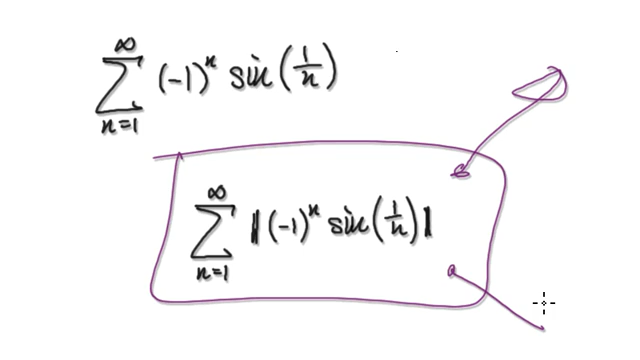 ∞
∑ (-1)ⁿ sin(1/n)
n=1
∞
∑ |(-1)ⁿ sin(1/n)|
n=1